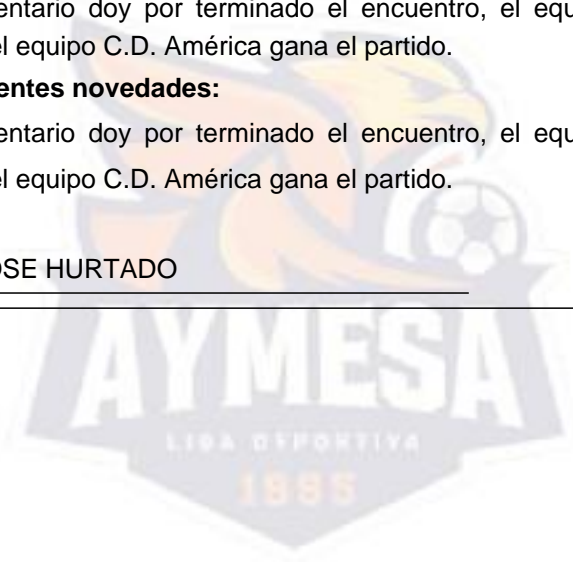 entario doy por terminado el encuentro, el equ
el equipo C.D. América gana el partido.
entes novedades:
entario doy por terminado el encuentro, el equ
el equipo C.D. América gana el partido.
OSE HURTADO
AYMESA
LIGA DEPORTIVA
1995